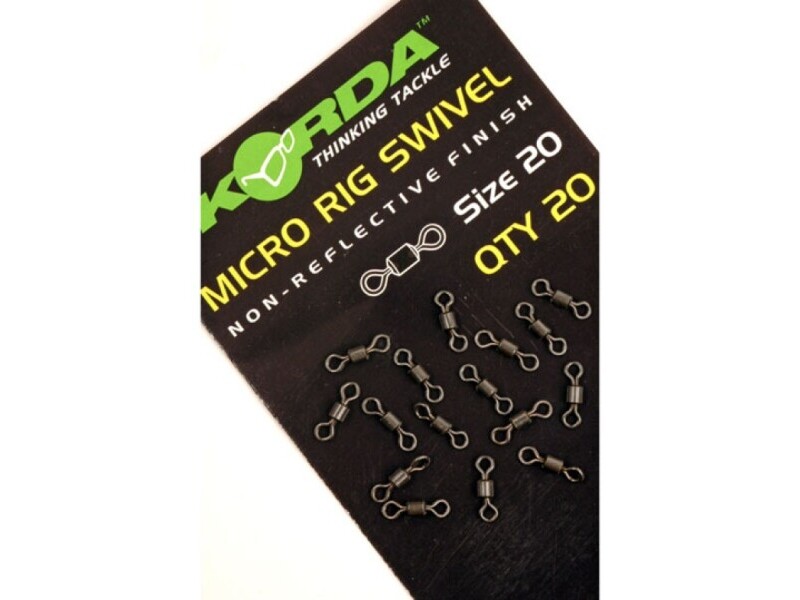 KORDA™
THINKING TACKLE
MICRO RIG SWIVEL
NON-REFLECTIVE FINISH
Size 20
QTY 20